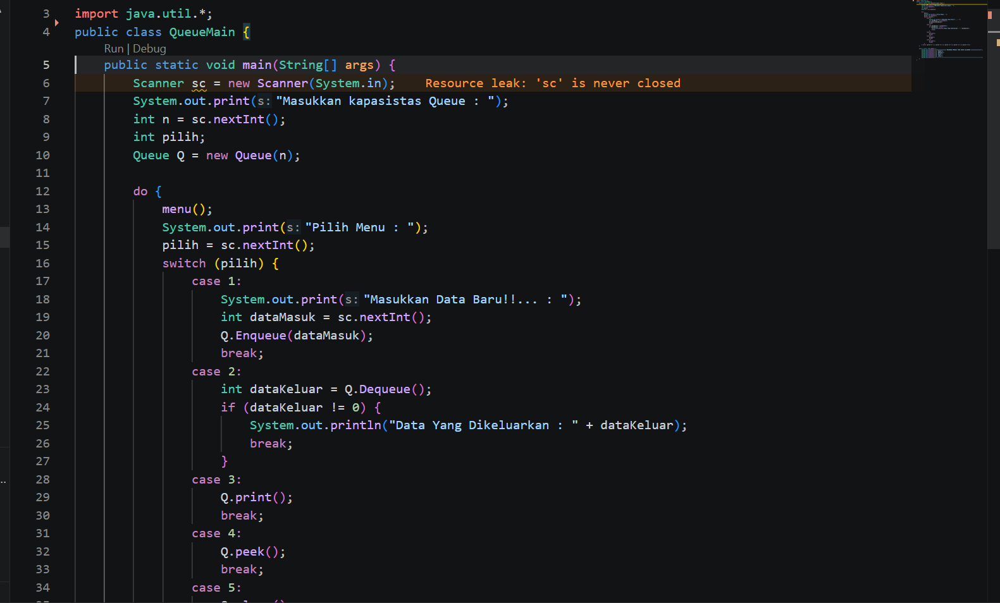 3 import java.util.*;
4 public class QueueMain {
Run | Debug
5 public static void main(String[] args) {
6 Scanner sc = new Scanner(System.in); Resource leak: 'sc' is never closed
7 System.out.print(s: "Masukkan kapasistas Queue : ");
8 int n = sc.nextInt();
9 int pilih;
10 Queue Q = new Queue(n);
11
12 do {
13 menu();
14 System.out.print(s: "Pilih Menu : ");
15 pilih = sc.nextInt();
16 switch (pilih) {
17 case 1:
18 System.out.print(s: "Masukkan Data Baru!!... : ");
19 int dataMasuk = sc.nextInt();
20 Q.Enqueue(dataMasuk);
21 break;
22 case 2:
23 int dataKeluar = Q.Dequeue();
24 if (dataKeluar != 0) {
25 System.out.println("Data Yang Dikeluarkan : " + dataKeluar);
26 break;
27 }
28 case 3:
29 Q.print();
30 break;
31 case 4:
32 Q.peek();
33 break;
34 case 5: